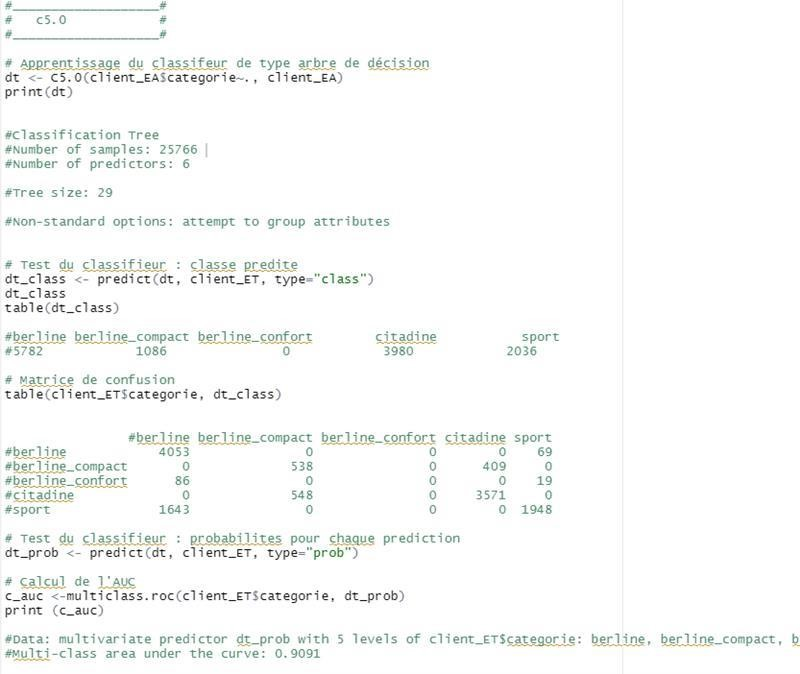 #___________________#
#   c5.0            #
#___________________#
# Apprentissage du classifeur de type arbre de décision
dt <- C5.0(client_EA$categorie~., client_EA)
print(dt)
#Classification Tree
#Number of samples: 25766
#Number of predictors: 6
#Tree size: 29
#Non-standard options: attempt to group attributes
# Test du classifieur : classe predite
dt_class <- predict(dt, client_ET, type="class")
dt_class
table(dt_class)
#berline berline_compact berline_confort citadine sport
#5782 1086 0 3980 2036
# Matrice de confusion
table(client_ET$categorie, dt_class)
#berline berline_compact berline_confort citadine sport
#berline 4053 0 0 0 69
#berline_compact 0 538 0 409 0
#berline_confort 86 0 0 0 19
#citadine 0 548 0 3571 0
#sport 1643 0 0 0 1948
# Test du classifieur : probabilites pour chaque prediction
dt_prob <- predict(dt, client_ET, type="prob")
# Calcul de l'AUC
c_auc <-multiclass.roc(client_ET$categorie, dt_prob)
print (c_auc)
#Data: multivariate predictor dt_prob with 5 levels of client_ET$categorie: berline, berline_compact, b
#Multi-class area under the curve: 0.9091